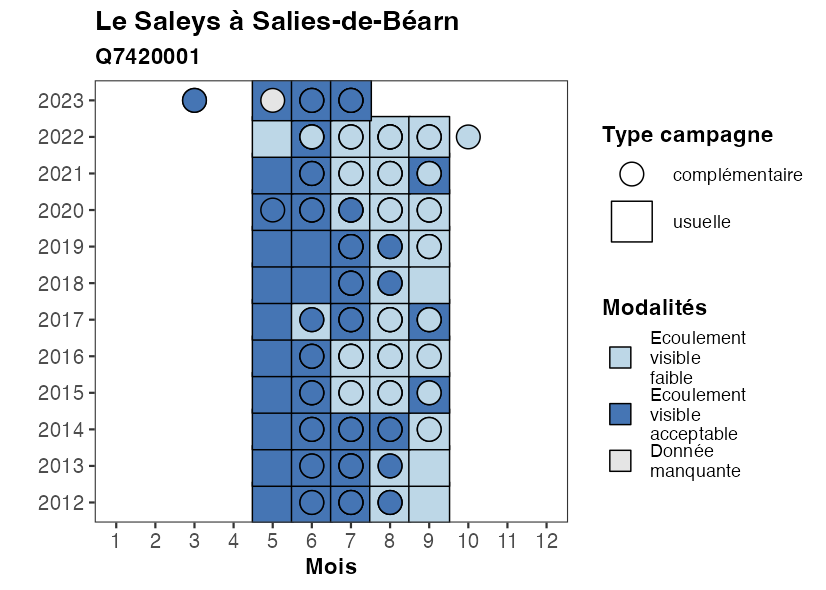 Le Saleys à Salies-de-Béarn
Q7420001
2023
2022
2021
2020
2019
2018
2017
2016
2015
2014
2013
2012
1 2 3 4 5 6 7 8 9 10 11 12
Mois
Type campagne
complémentaire
usuelle
Modalités
Ecoulement
visible
faible
Ecoulement
visible
acceptable
Donnée
manquante